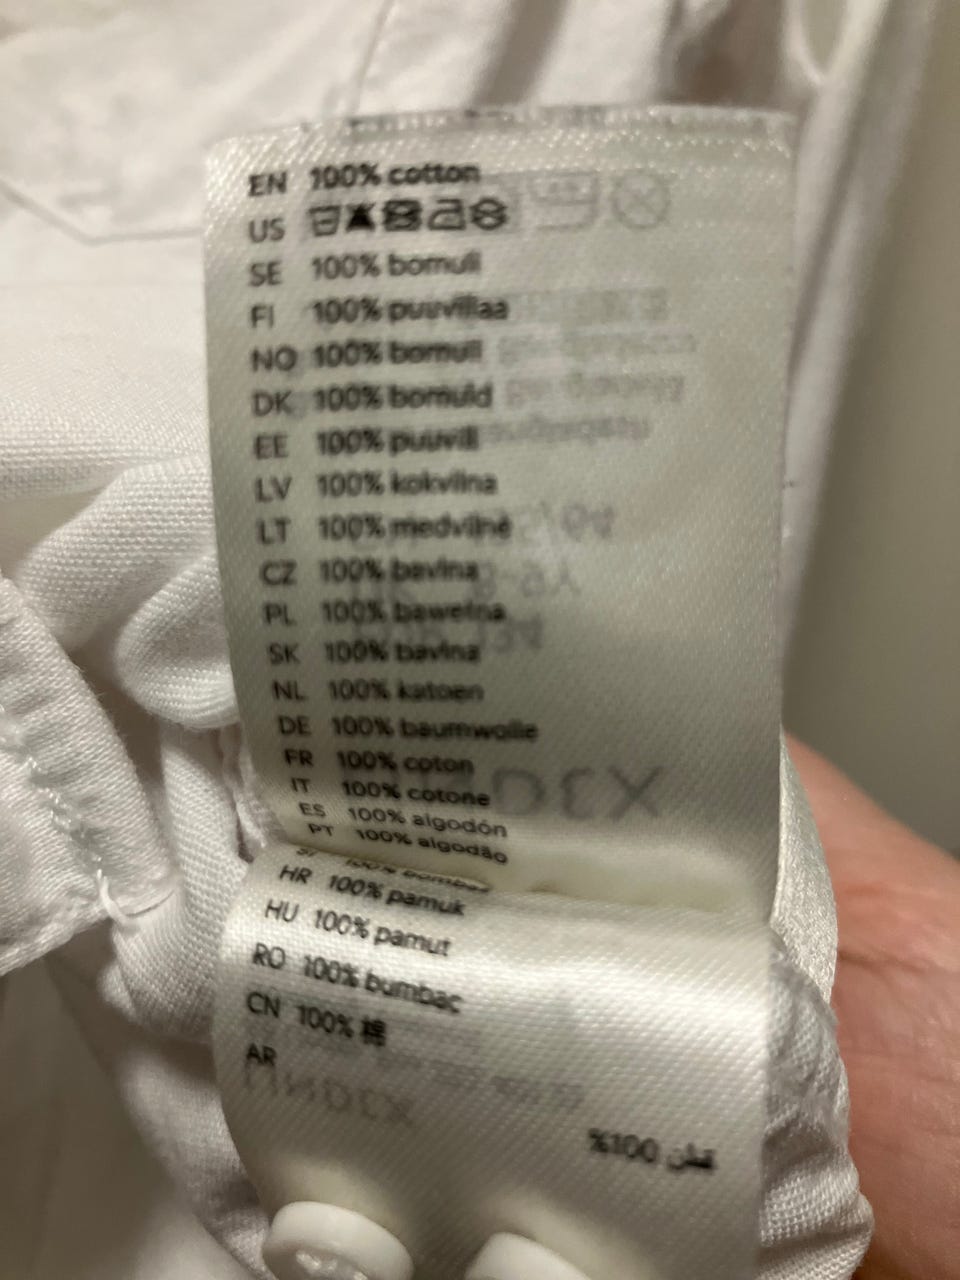 EN 100% cotton
US
SE 100% bomull
FI 100% puuvillaa
NO 100% bomull
DK 100% bomuld
EE 100% puuvill
LV 100% kokvilna
LT 100% medvilnė
CZ 100% bavlna
PL 100% bawełna
SK 100% bavlna
NL 100% katoen
DE 100% baumwolle
FR 100% coton
IT 100% cotone
ES 100% algodón
PT 100% algodão
SI 100% bombaž
HR 100% pamuk
HU 100% pamut
RO 100% bumbac
CN 100% 棉
AR
%100 قطن